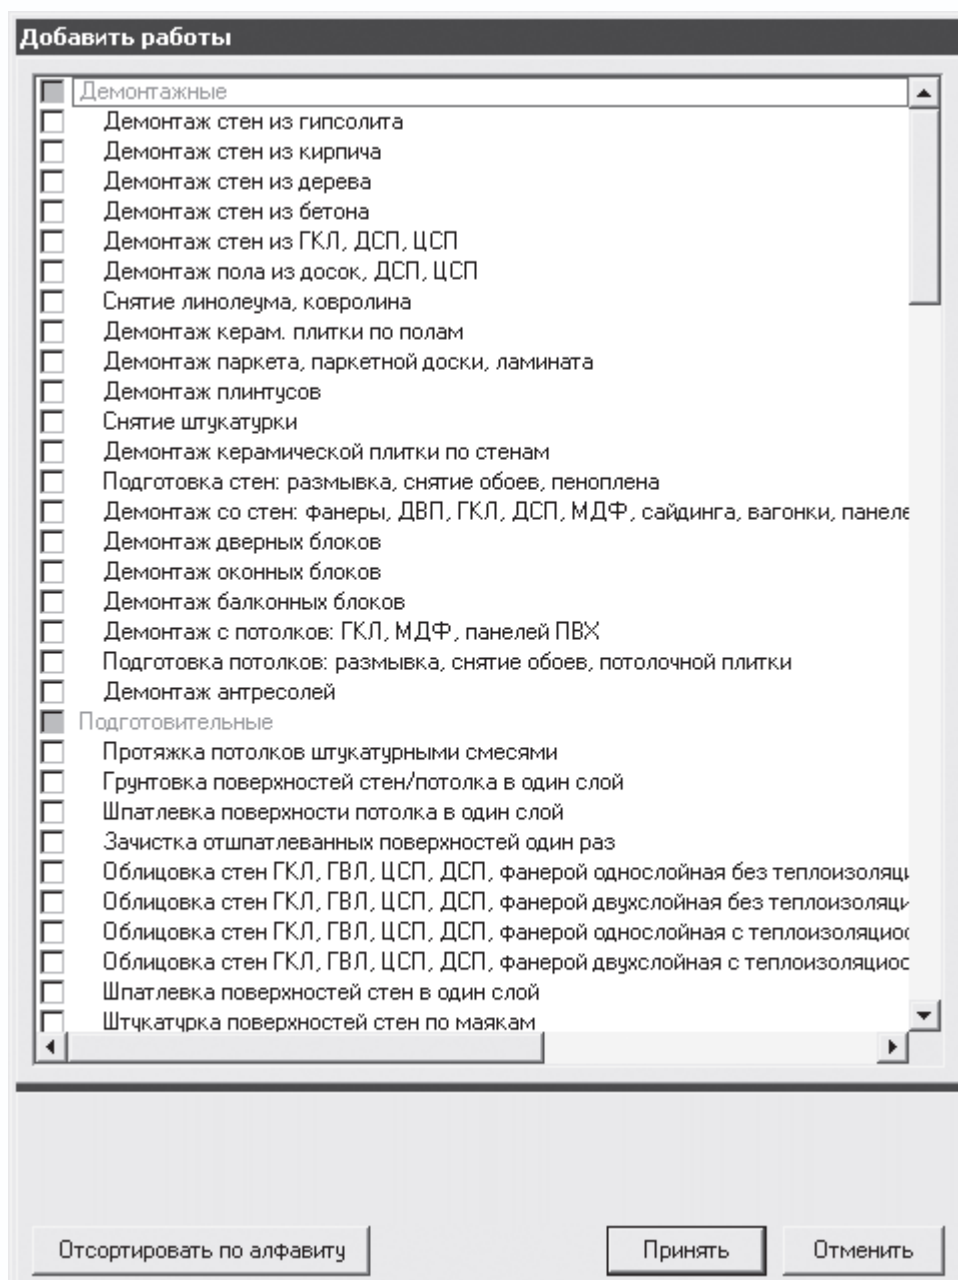 Добавить работы
Демонтажные
Демонтаж стен из гипсолита
Демонтаж стен из кирпича
Демонтаж стен из дерева
Демонтаж стен из бетона
Демонтаж стен из ГКЛ, ДСП, ЦСП
Демонтаж пола из досок, ДСП, ЦСП
Снятие линолеума, ковролина
Демонтаж керам. плитки по полам
Демонтаж паркета, паркетной доски, ламината
Демонтаж плинтусов
Снятие штукатурки
Демонтаж керамической плитки по стенам
Подготовка стен: размывка, снятие обоев, пеноплена
Демонтаж со стен: фанеры, ДВП, ГКЛ, ДСП, МДФ, сайдинга, вагонки, панеле
Демонтаж дверных блоков
Демонтаж оконных блоков
Демонтаж балконных блоков
Демонтаж с потолков: ГКЛ, МДФ, панелей ПВХ
Подготовка потолков: размывка, снятие обоев, потолочной плитки
Демонтаж антресолей
Подготовительные
Протяжка потолков штукатурными смесями
Грунтовка поверхностей стен/потолка в один слой
Шпатлевка поверхности потолка в один слой
Зачистка отшпатлеванных поверхностей один раз
Облицовка стен ГКЛ, ГВЛ, ЦСП, ДСП, фанерой однослойная без теплоизоляци
Облицовка стен ГКЛ, ГВЛ, ЦСП, ДСП, фанерой двухслойная без теплоизоляци
Облицовка стен ГКЛ, ГВЛ, ЦСП, ДСП, фанерой однослойная с теплоизоляциос
Облицовка стен ГКЛ, ГВЛ, ЦСП, ДСП, фанерой двухслойная с теплоизоляциос
Шпатлевка поверхностей стен в один слой
Штукатурка поверхностей стен по маякам
Отсортировать по алфавиту Принять Отменить